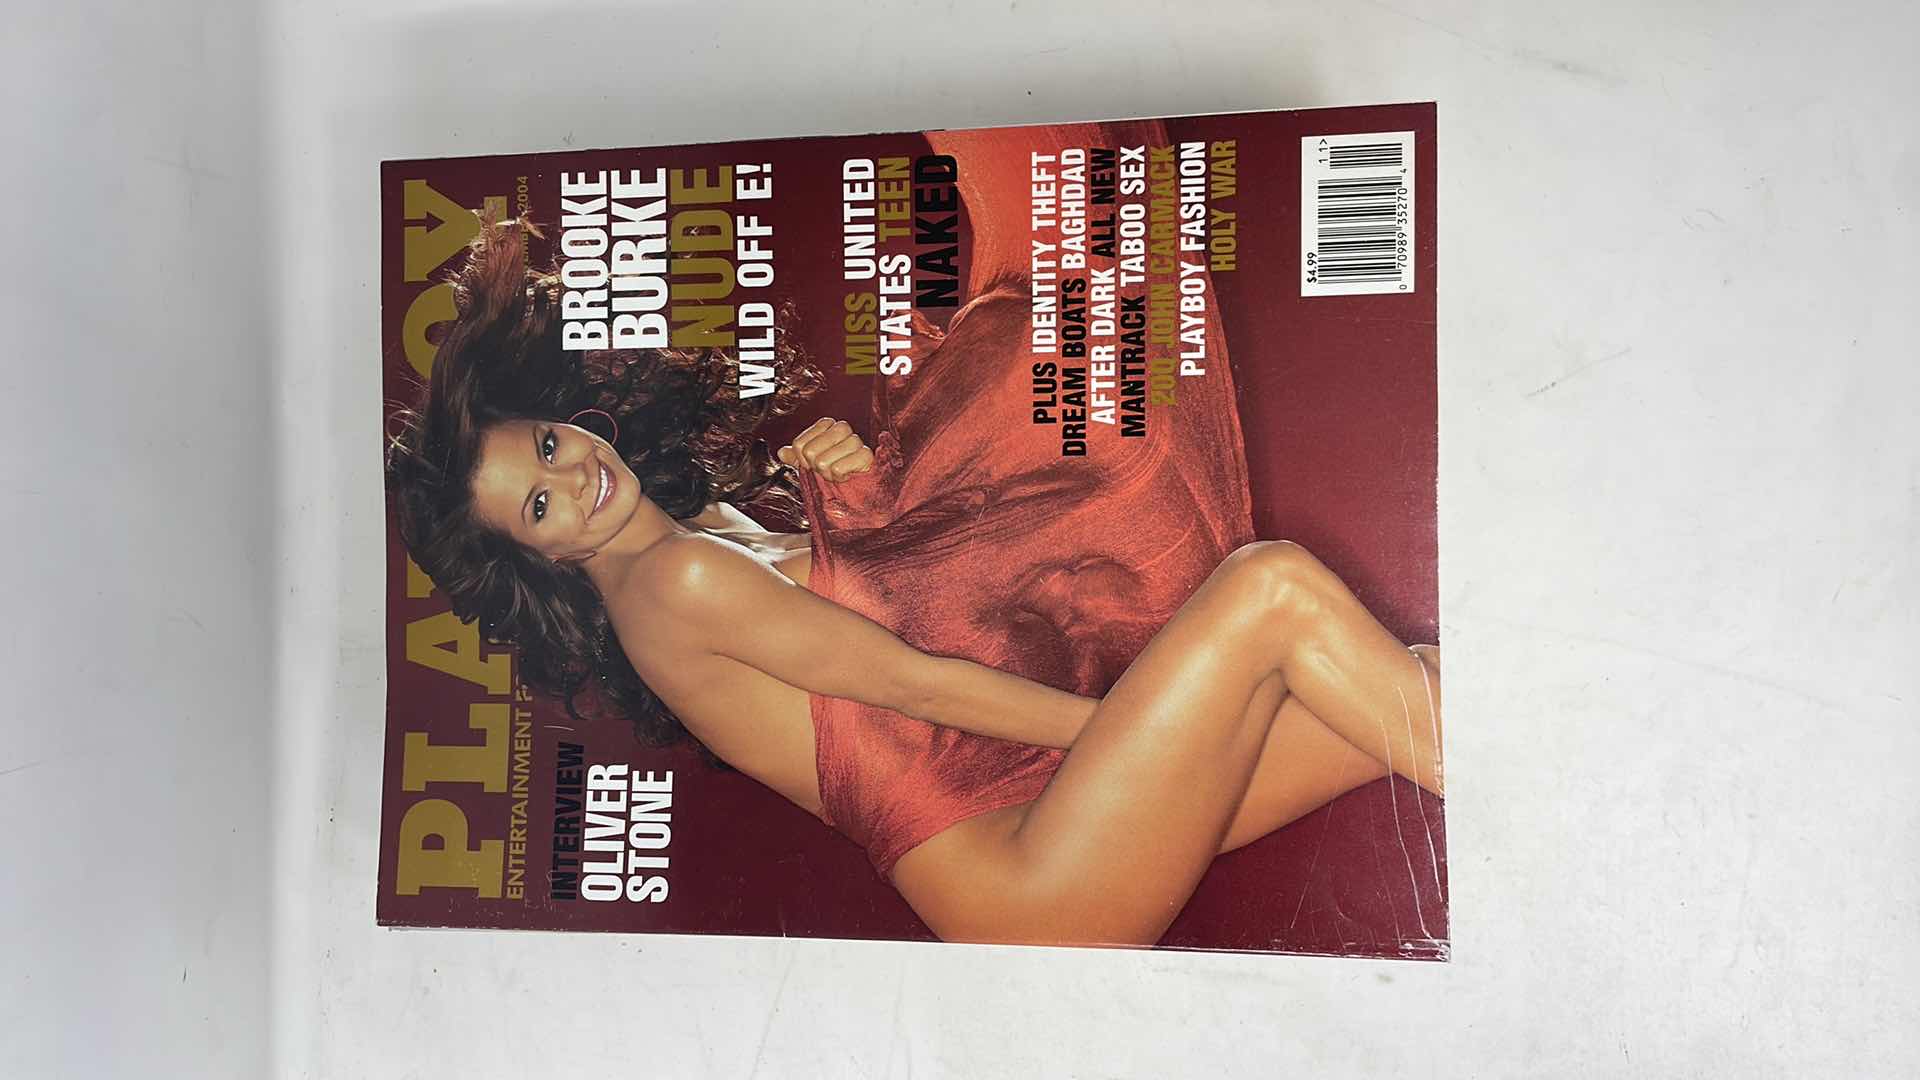 PLAYBOY
ENTERTAINMENT
2004
INTERVIEW
OLIVER
STONE
BROOKE
BURKE
NUDE
WILD OFF E!
MISS UNITED
STATES TEEN
NAKED
PLUS IDENTITY THEFT
DREAM BOATS BAGHDAD
AFTER DARK ALL NEW
MANTRACK TABOO SEX
20Q JOHN CARMACK
PLAYBOY FASHION
HOLY WAR
$4.99
11>
0 70989 35270 4